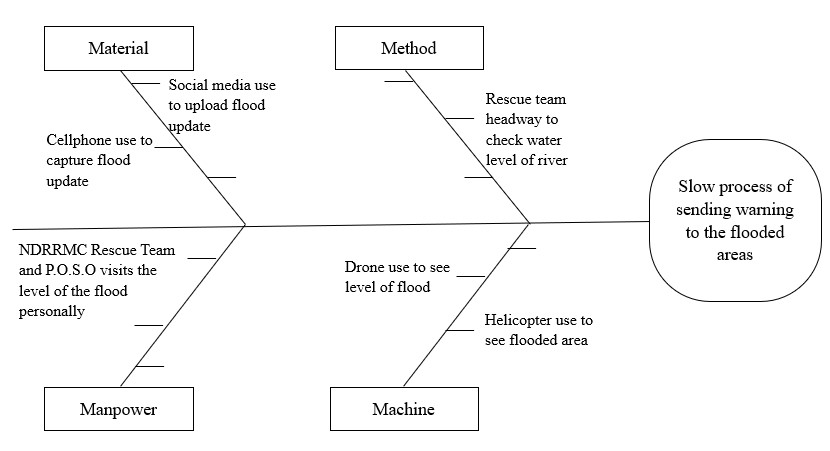 Material
Method
Social media use
to upload flood
update
Cellphone use to
capture flood
update
Rescue team
headway to
check water
level of river
Slow process of
sending warning
to the flooded
areas
NDRRMC Rescue Team
and P.O.S.O visits the
level of the flood
personally
Drone use to see
level of flood
Helicopter use to
see flooded area
Manpower
Machine